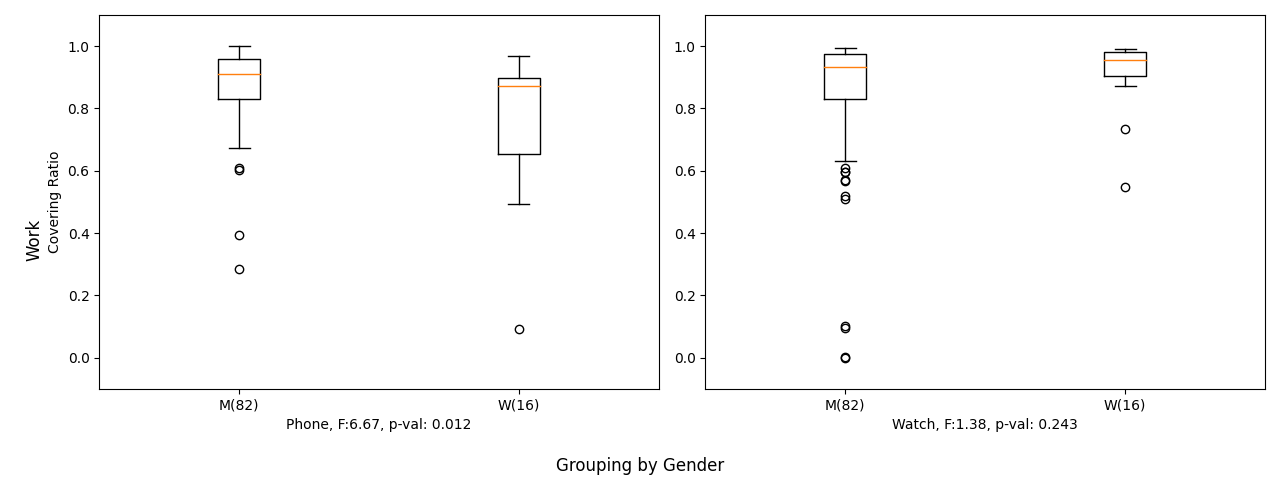 Work
Covering Ratio
1.0
0.8
0.6
0.4
0.2
0.0
M(82)
W(16)
Phone, F:6.67, p-val: 0.012
1.0
0.8
0.6
0.4
0.2
0.0
M(82)
W(16)
Watch, F:1.38, p-val: 0.243
Grouping by Gender